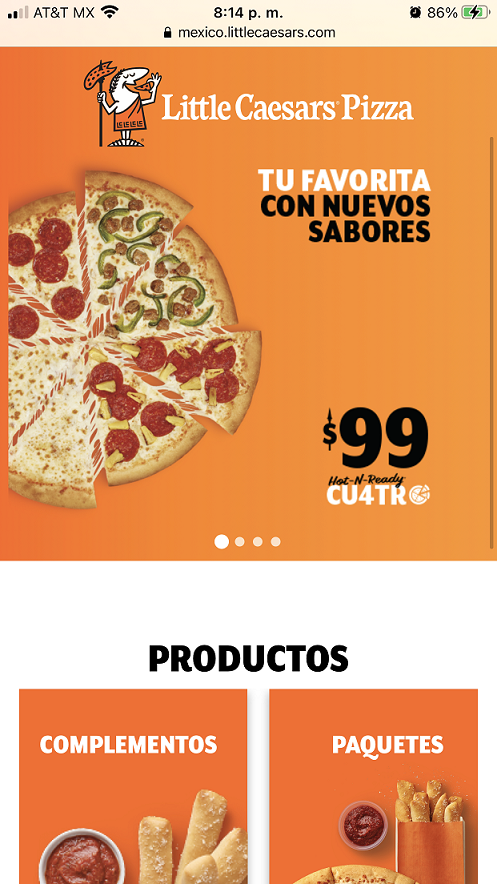 AT&T MX 8:14 p. m. 86%
mexico.littlecaesars.com
Little Caesars® Pizza
TU FAVORITA
CON NUEVOS
SABORES
$99
Hot-N-Ready
CU4TRO
PRODUCTOS
COMPLEMENTOS
PAQUETES